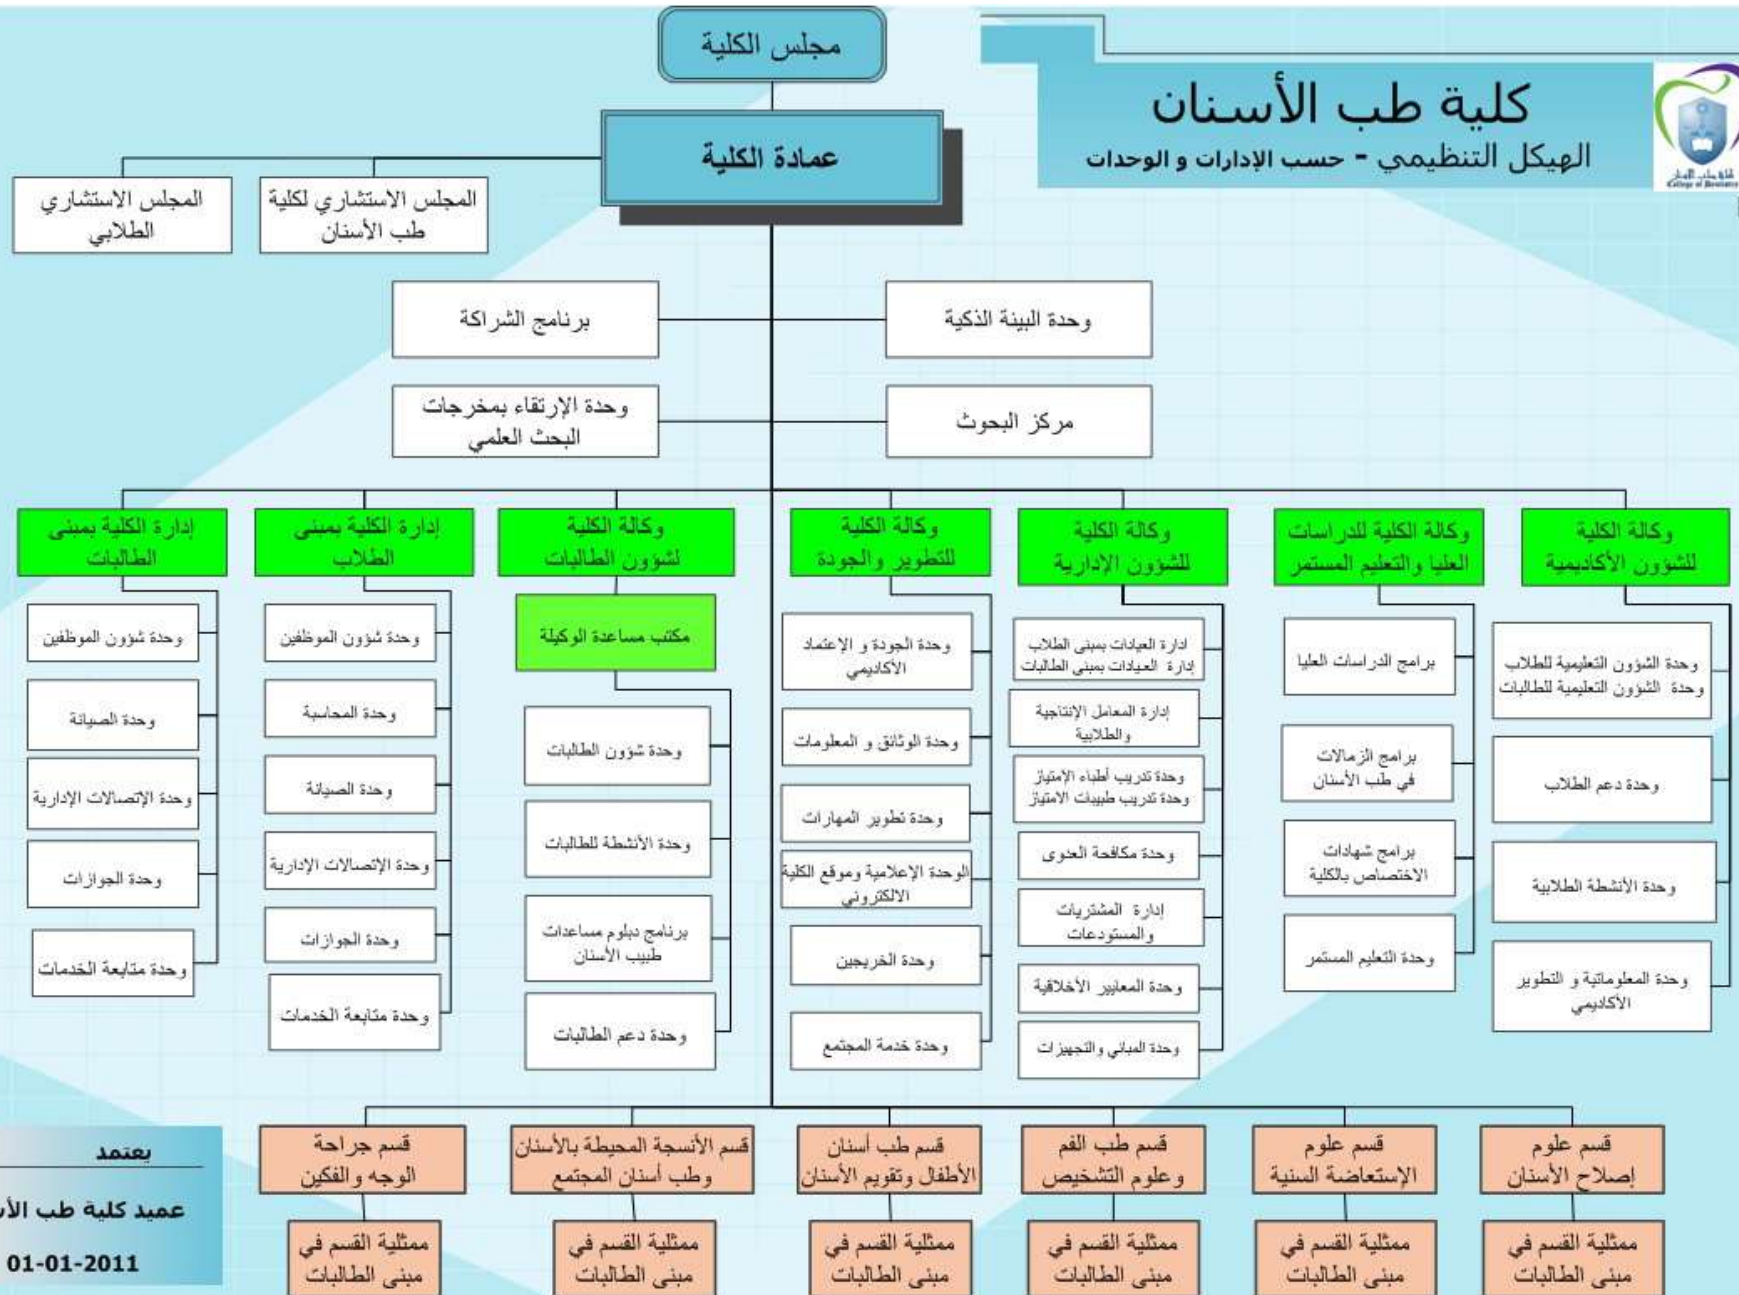 مجلس الكلية
كلية طب الأسنان
الهيكل التنظيمي - حسب الإدارات و الوحدات
College of Dentistry
عمادة الكلية
المجلس الاستشاري لكلية
طب الأسنان
المجلس الاستشاري
الطلابي
وحدة البينة الذكية
برنامج الشراكة
مركز البحوث
وحدة الإرتقاء بمخرجات
البحث العلمي
وكالة الكلية
للشؤون الأكاديمية
وحدة الشؤون التعليمية للطلاب
وحدة الشؤون التعليمية للطالبات
وحدة دعم الطلاب
وحدة الأنشطة الطلابية
وحدة المعلوماتية و التطوير
الأكاديمي
وكالة الكلية للدراسات
العليا والتعليم المستمر
برامج الدراسات العليا
برامج الزمالات
في طب الأسنان
برامج شهادات
الاختصاص بالكلية
وحدة التعليم المستمر
وكالة الكلية
للشؤون الإدارية
ادارة العيادات بمبنى الطلاب
إدارة العيادات بمبنى الطالبات
إدارة المعامل الإنتاجية
والطلابية
وحدة تدريب أطباء الإمتياز
وحدة تدريب طبيبات الامتياز
وحدة مكافحة العدوى
إدارة المشتريات
والمستودعات
وحدة المعايير الأخلاقية
وحدة المباني والتجهيزات
وكالة الكلية
للتطوير والجودة
وحدة الجودة و الإعتماد
الأكاديمي
وحدة الوثائق و المعلومات
وحدة تطوير المهارات
الوحدة الإعلامية وموقع الكلية
الالكتروني
وحدة الخريجين
وحدة خدمة المجتمع
وكالة الكلية
لشؤون الطالبات
مكتب مساعدة الوكيلة
وحدة شؤون الطالبات
وحدة الأنشطة للطالبات
برنامج دبلوم مساعدات
طبيب الأسنان
وحدة دعم الطالبات
إدارة الكلية بمبنى
الطلاب
وحدة شؤون الموظفين
وحدة المحاسبة
وحدة الصيانة
وحدة الإتصالات الإدارية
وحدة الجوازات
وحدة متابعة الخدمات
إدارة الكلية بمبنى
الطالبات
وحدة شؤون الموظفين
وحدة الصيانة
وحدة الإتصالات الإدارية
وحدة الجوازات
وحدة متابعة الخدمات
قسم علوم
إصلاح الأسنان
ممثلية القسم في
مبنى الطالبات
قسم علوم
الإستعاضة السنية
ممثلية القسم في
مبنى الطالبات
قسم طب الفم
وعلوم التشخيص
ممثلية القسم في
مبنى الطالبات
قسم طب أسنان
الأطفال وتقويم الأسنان
ممثلية القسم في
مبنى الطالبات
قسم الأنسجة المحيطة بالأسنان
وطب أسنان المجتمع
ممثلية القسم في
مبنى الطالبات
قسم جراحة
الوجه والفكين
ممثلية القسم في
مبنى الطالبات
يعتمد
عميد كلية طب
01-01-2011